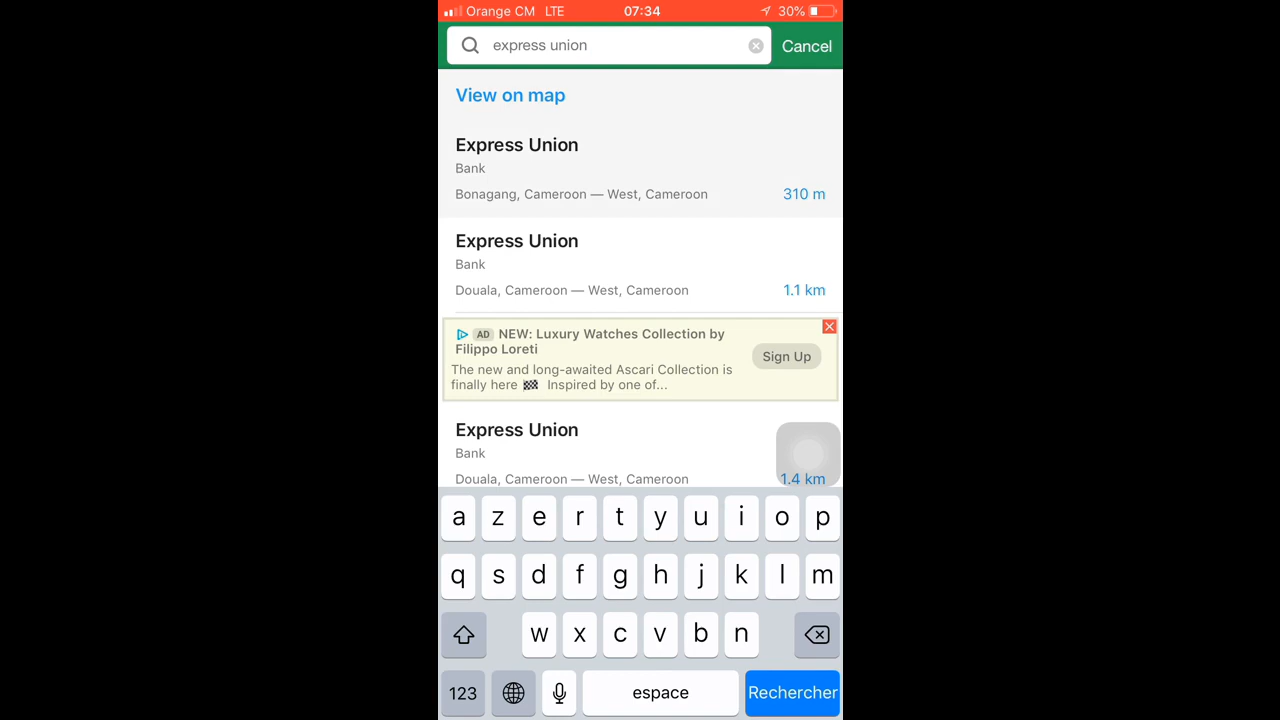 Orange CM LTE 07:34 30%
express union Cancel
View on map
Express Union
Bank
Bonagang, Cameroon — West, Cameroon 310 m
Express Union
Bank
Douala, Cameroon — West, Cameroon 1.1 km
AD NEW: Luxury Watches Collection by
Filippo Loreti
Sign Up
The new and long-awaited Ascari Collection is
finally here 🏁 Inspired by one of...
Express Union
Bank
Douala, Cameroon — West, Cameroon 1.4 km
a z e r t y u i o p
q s d f g h j k l m
w x c v b n
123 espace Rechercher